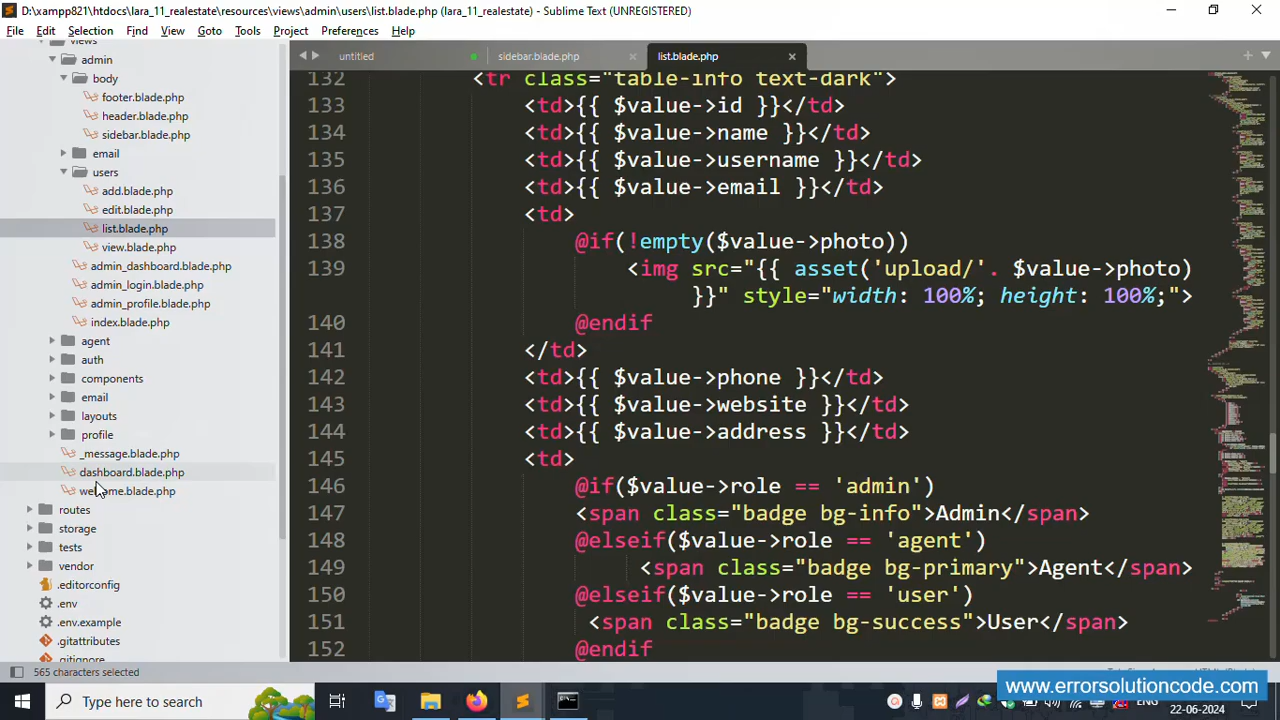 D:\xampp821\htdocs\lara_11_realestate\resources\views\admin\users\list.blade.php (lara_11_realestate) - Sublime Text (UNREGISTERED)
File Edit Selection Find View Goto Tools Project Preferences Help
untitled sidebar.blade.php list.blade.php
views
admin
body
footer.blade.php
header.blade.php
sidebar.blade.php
email
users
add.blade.php
edit.blade.php
list.blade.php
view.blade.php
admin_dashboard.blade.php
admin_login.blade.php
admin_profile.blade.php
index.blade.php
agent
auth
components
email
layouts
profile
_message.blade.php
dashboard.blade.php
welcome.blade.php
routes
storage
tests
vendor
.editorconfig
.env
.env.example
.gitattributes
.gitignore
132 <tr class="table-info text-dark">
133 <td>{{ $value->id }}</td>
134 <td>{{ $value->name }}</td>
135 <td>{{ $value->username }}</td>
136 <td>{{ $value->email }}</td>
137 <td>
138 @if(!empty($value->photo))
139 <img src="{{ asset('upload/'. $value->photo)
}}" style="width: 100%; height: 100%;">
140 @endif
141 </td>
142 <td>{{ $value->phone }}</td>
143 <td>{{ $value->website }}</td>
144 <td>{{ $value->address }}</td>
145 <td>
146 @if($value->role == 'admin')
147 <span class="badge bg-info">Admin</span>
148 @elseif($value->role == 'agent')
149 <span class="badge bg-primary">Agent</span>
150 @elseif($value->role == 'user')
151 <span class="badge bg-success">User</span>
152 @endif
565 characters selected
www.errorsolutioncode.com
Type here to search
ENG
22-06-2024